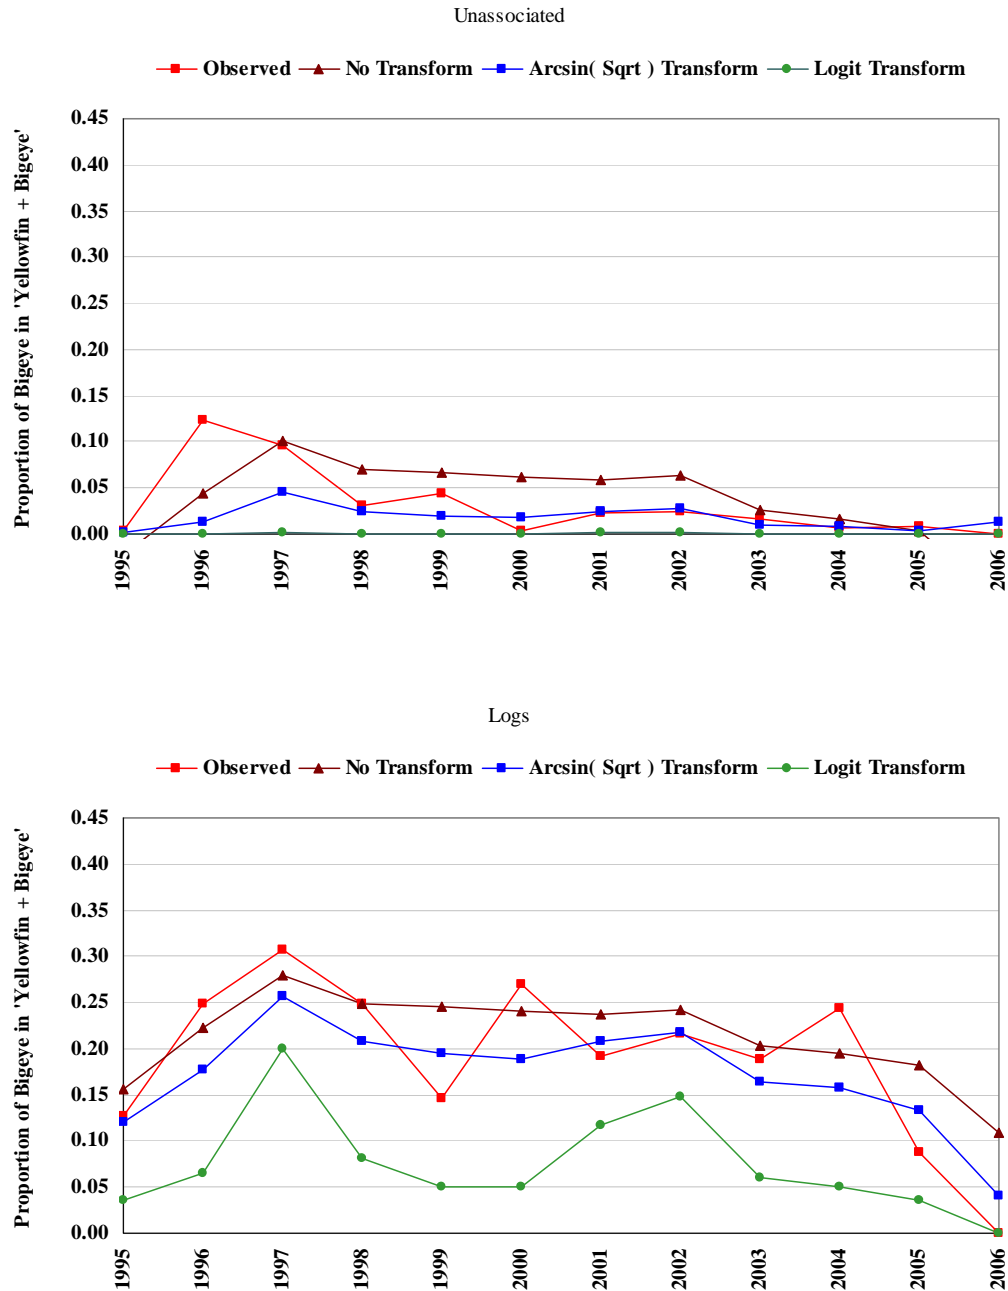 Unassociated
Observed No Transform Arcsin( Sqrt ) Transform Logit Transform
Proportion of Bigeye in 'Yellowfin + Bigeye'
0.45
0.40
0.35
0.30
0.25
0.20
0.15
0.10
0.05
0.00
1995 1996 1997 1998 1999 2000 2001 2002 2003 2004 2005 2006
Logs
Observed No Transform Arcsin( Sqrt ) Transform Logit Transform
Proportion of Bigeye in 'Yellowfin + Bigeye'
0.45
0.40
0.35
0.30
0.25
0.20
0.15
0.10
0.05
0.00
1995 1996 1997 1998 1999 2000 2001 2002 2003 2004 2005 2006